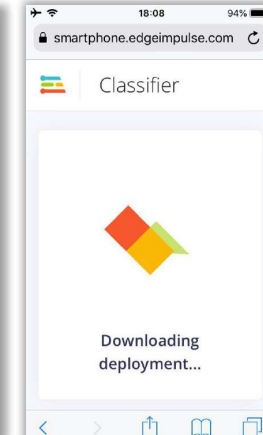 18:08
94%
smartphone.edgeimpulse.com
Classifier
Downloading
deployment...